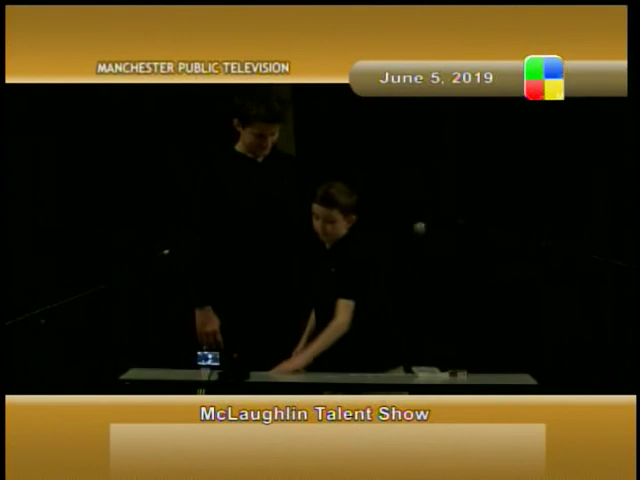 MANCHESTER PUBLIC TELEVISION
June 5, 2019
McLaughlin Talent Show